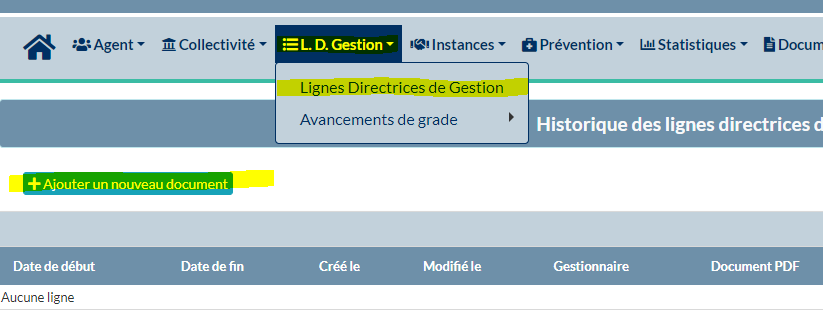 Agent Collectivité L. D. Gestion Instances Prévention Statistiques Docum
Lignes Directrices de Gestion
Avancements de grade
Historique des lignes directrices d
Ajouter un nouveau document
Date de début Date de fin Créé le Modifié le Gestionnaire Document PDF
Aucune ligne